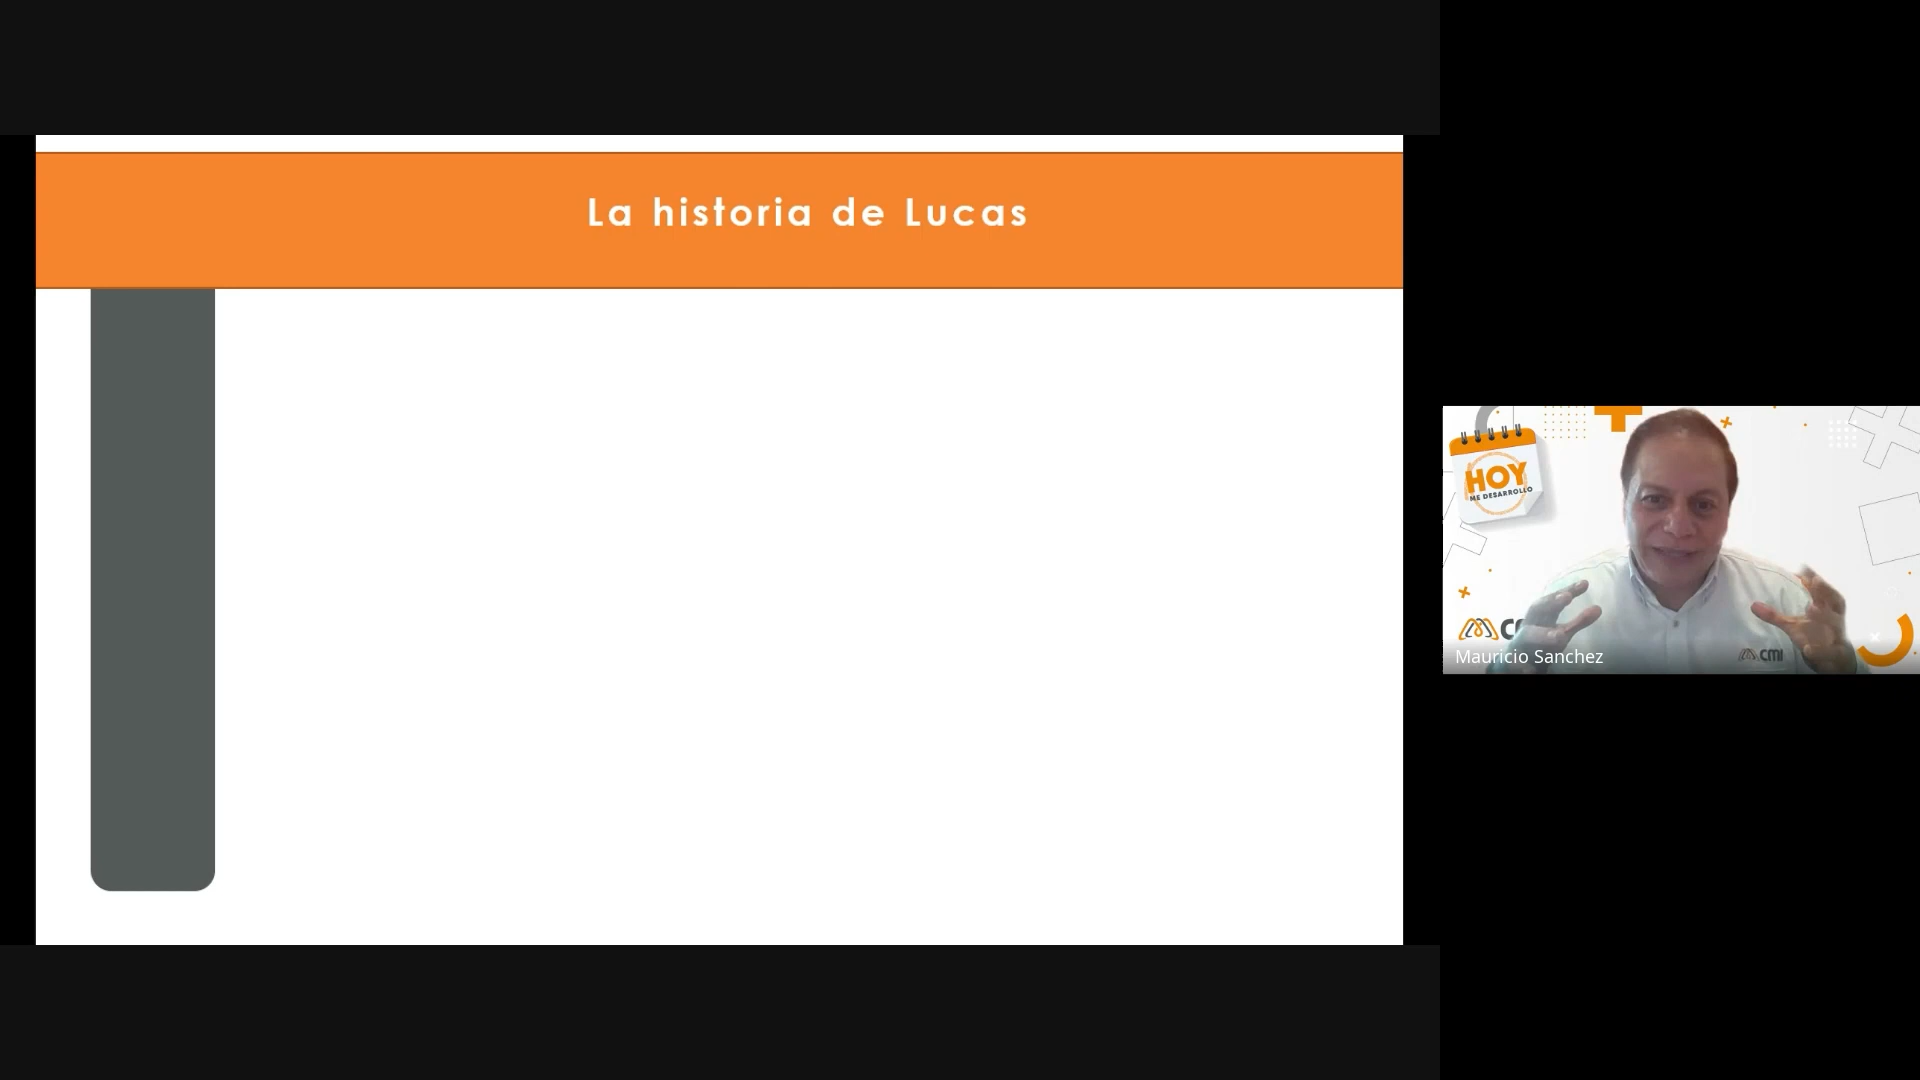 La historia de Lucas
HOY
ME DESARROLLO
Mauricio Sanchez
CMI